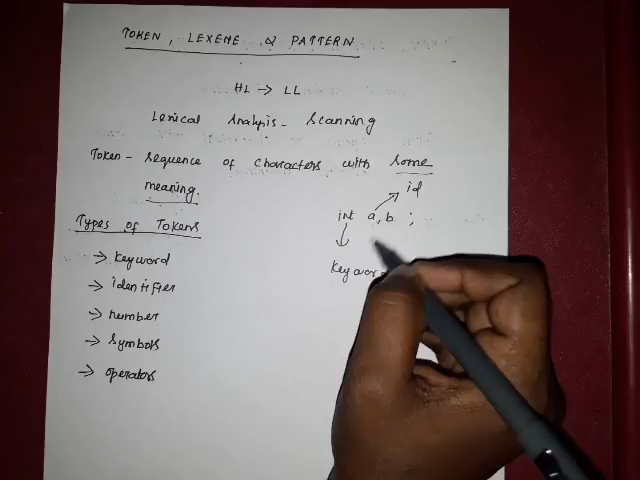 TOKEN, LEXEME & PATTERN
HL → LL
Lexical Analysis - Scanning
Token - Sequence of characters with some
meaning.
id
int a, b ;
Types of Tokens
Keyword
→ Keyword
→ identifier
→ number
→ Symbols
→ operators